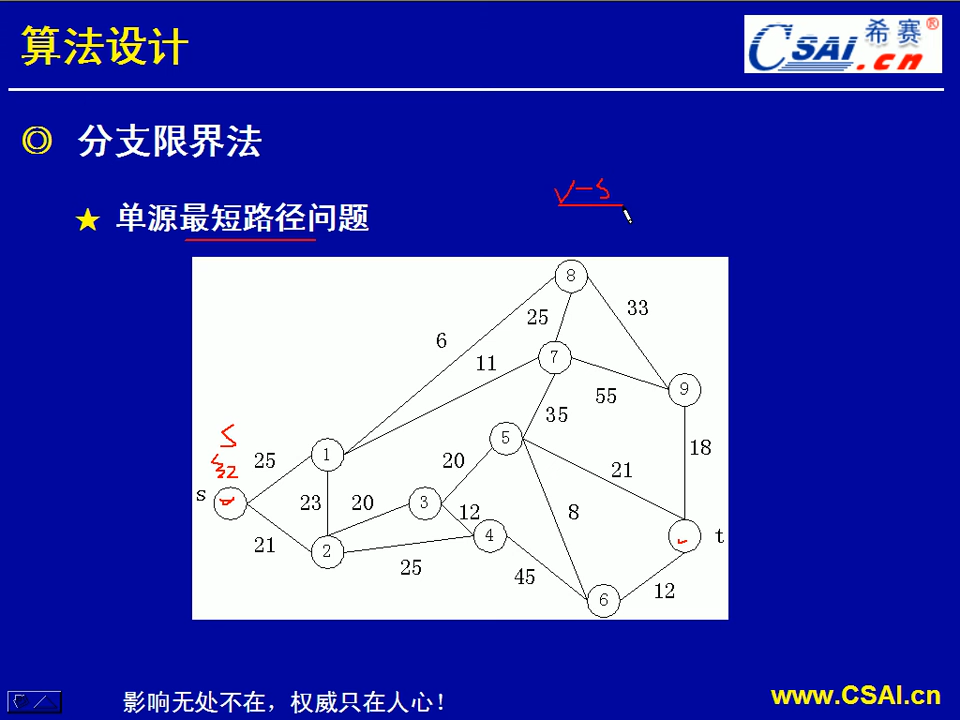 算法设计
CSAI 希赛®
.cn
◎ 分支限界法
V-S
★ 单源最短路径问题
8
25
33
6
7
11
55
9
35
5
S
1
25
20
21
18
23
20
3
12
8
s
t
4
2
21
25
45
6
12
影响无处不在，权威只在人心！
www.CSAI.cn